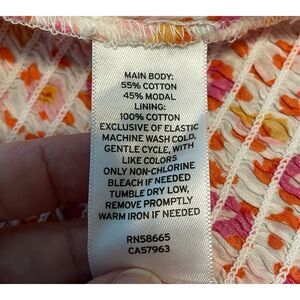 MAIN BODY:
55% COTTON
45% MODAL
LINING:
100% COTTON
EXCLUSIVE OF ELASTIC
MACHINE WASH COLD,
GENTLE CYCLE, WITH
LIKE COLORS
ONLY NON-CHLORINE
BLEACH IF NEEDED
TUMBLE DRY LOW,
REMOVE PROMPTLY
WARM IRON IF NEEDED
RN58665
CA57963